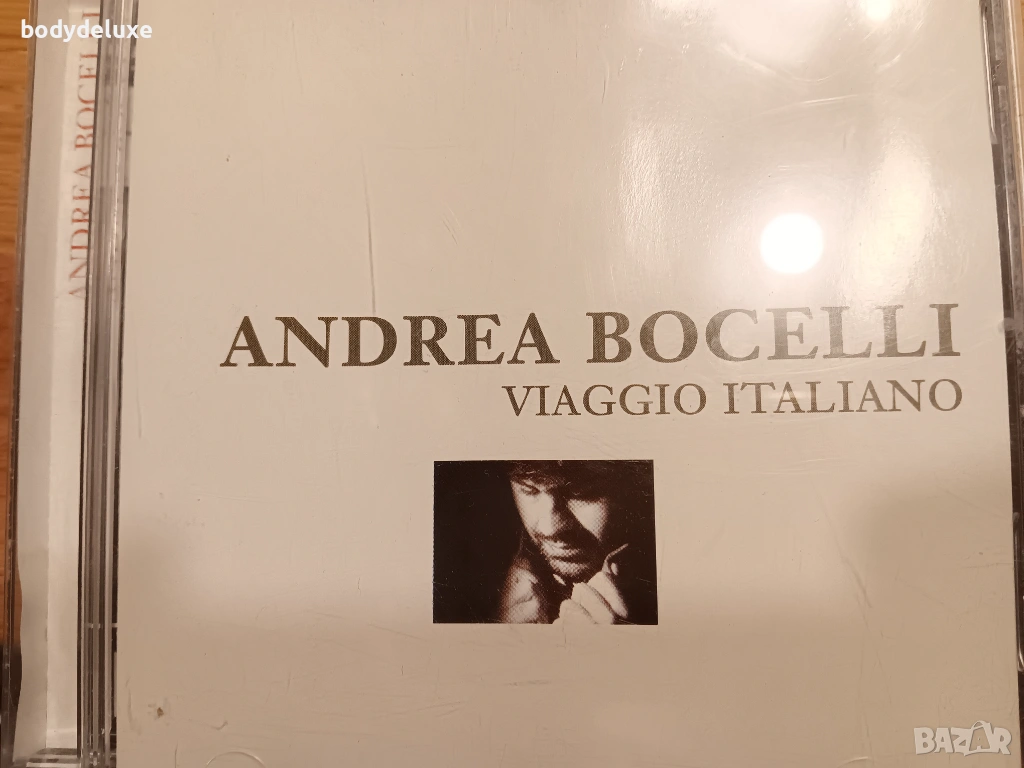 bodydeluxe
ANDREA BOCELLI
ANDREA BOCELLI
VIAGGIO ITALIANO
BAZAR